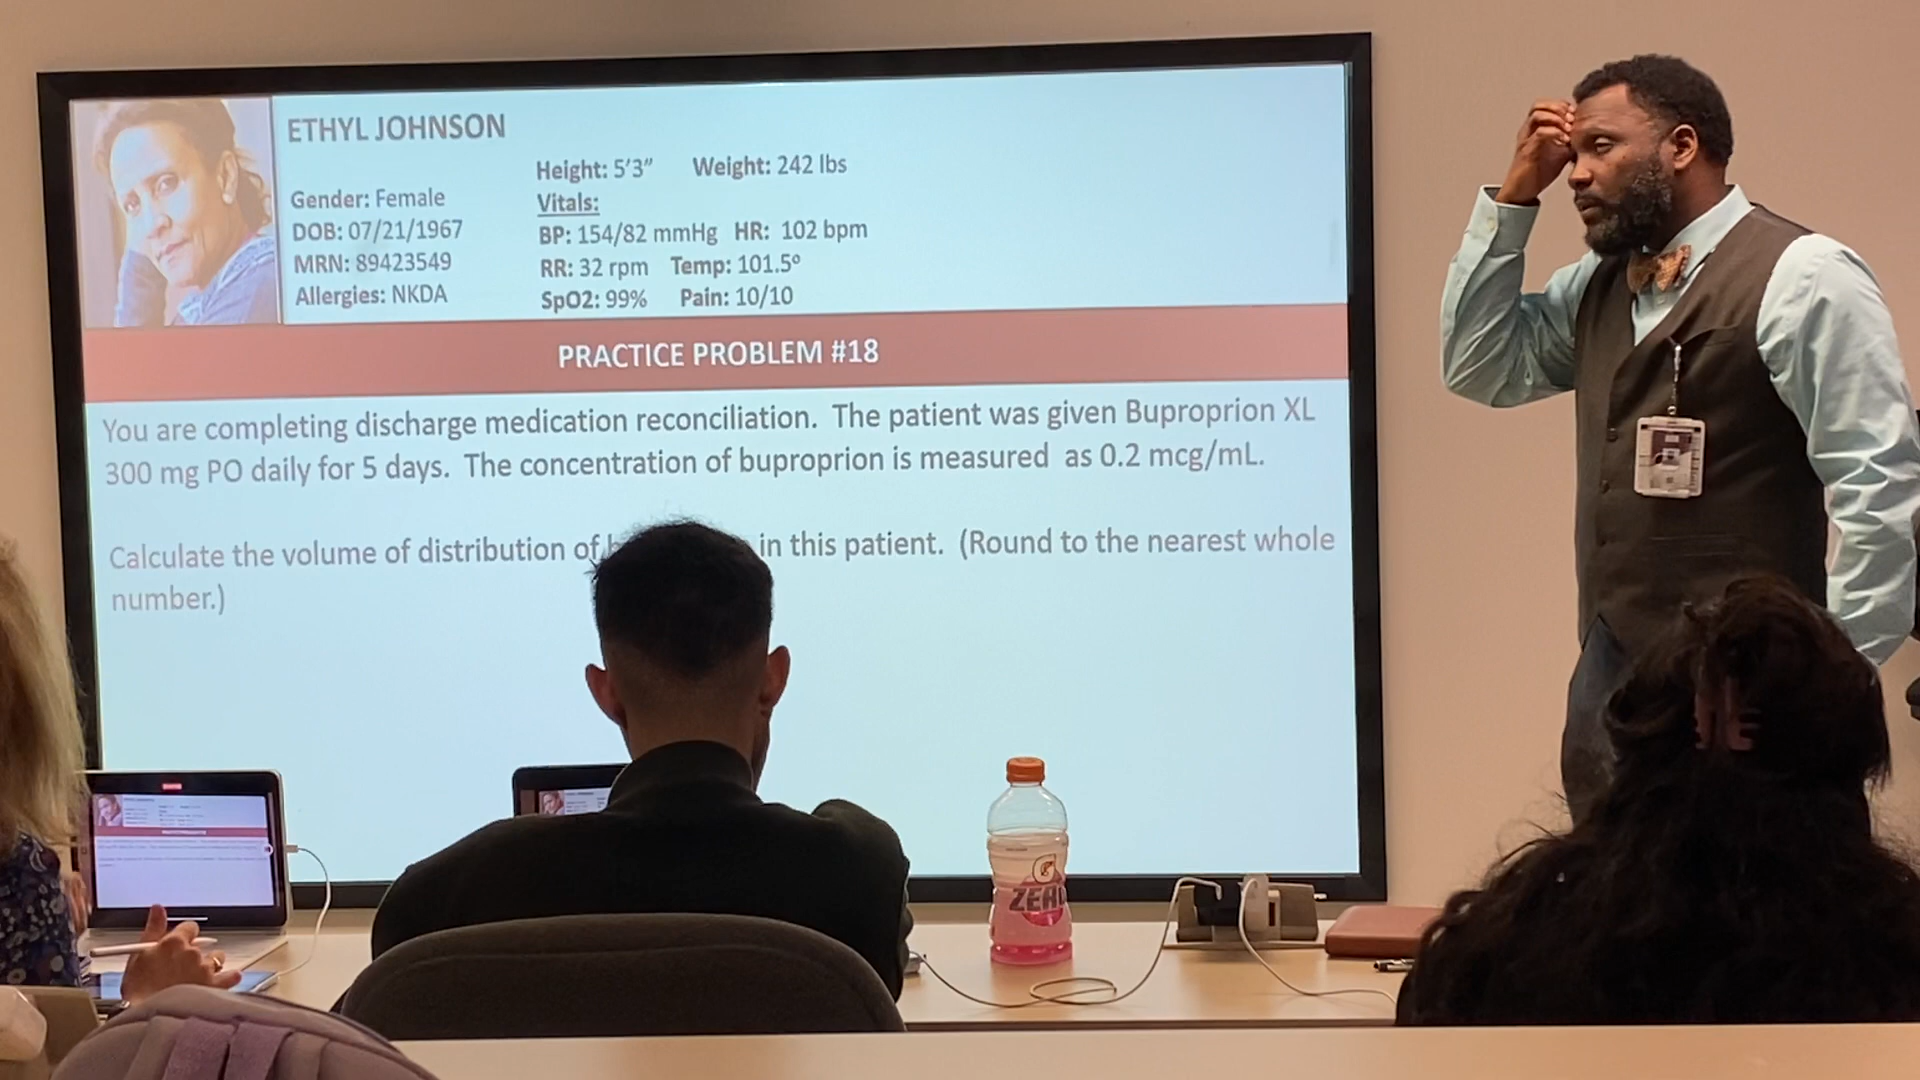 ETHYL JOHNSON
Height: 5'3" Weight: 242 lbs
Gender: Female
Vitals:
DOB: 07/21/1967
BP: 154/82 mmHg HR: 102 bpm
MRN: 89423549
RR: 32 rpm Temp: 101.5°
Allergies: NKDA
SpO2: 99% Pain: 10/10
PRACTICE PROBLEM #18
You are completing discharge medication reconciliation. The patient was given Buproprion XL
300 mg PO daily for 5 days. The concentration of buproprion is measured as 0.2 mcg/mL.
Calculate the volume of distribution of in this patient. (Round to the nearest whole
number.)
G
ZERO